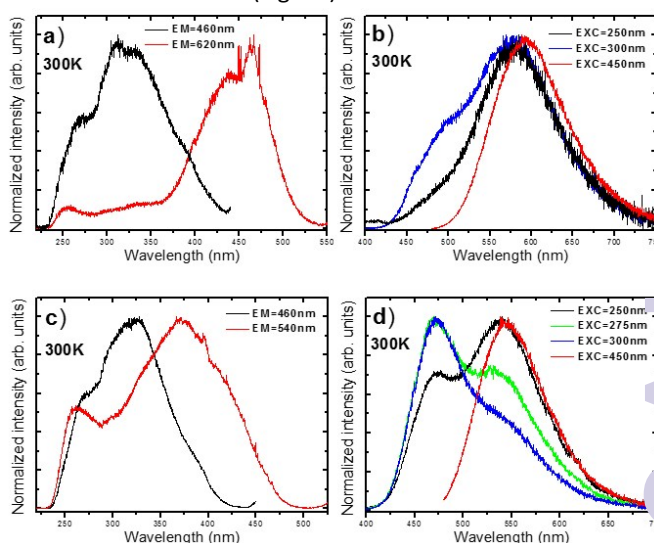 a)
300K
EM=460nm
EM=620nm
Normalized intensity (arb. units)
250 300 350 400 450 500 550
Wavelength (nm)
b)
300K
EXC=250nm
EXC=300nm
EXC=450nm
Normalized intensity (arb. units)
400 450 500 550 600 650 700
Wavelength (nm)
c)
300K
EM=460nm
EM=540nm
Normalized intensity (arb. units)
250 300 350 400 450 500 550
Wavelength (nm)
d)
300K
EXC=250nm
EXC=275nm
EXC=300nm
EXC=450nm
Normalized intensity (arb. units)
400 450 500 550 600 650
Wavelength (nm)